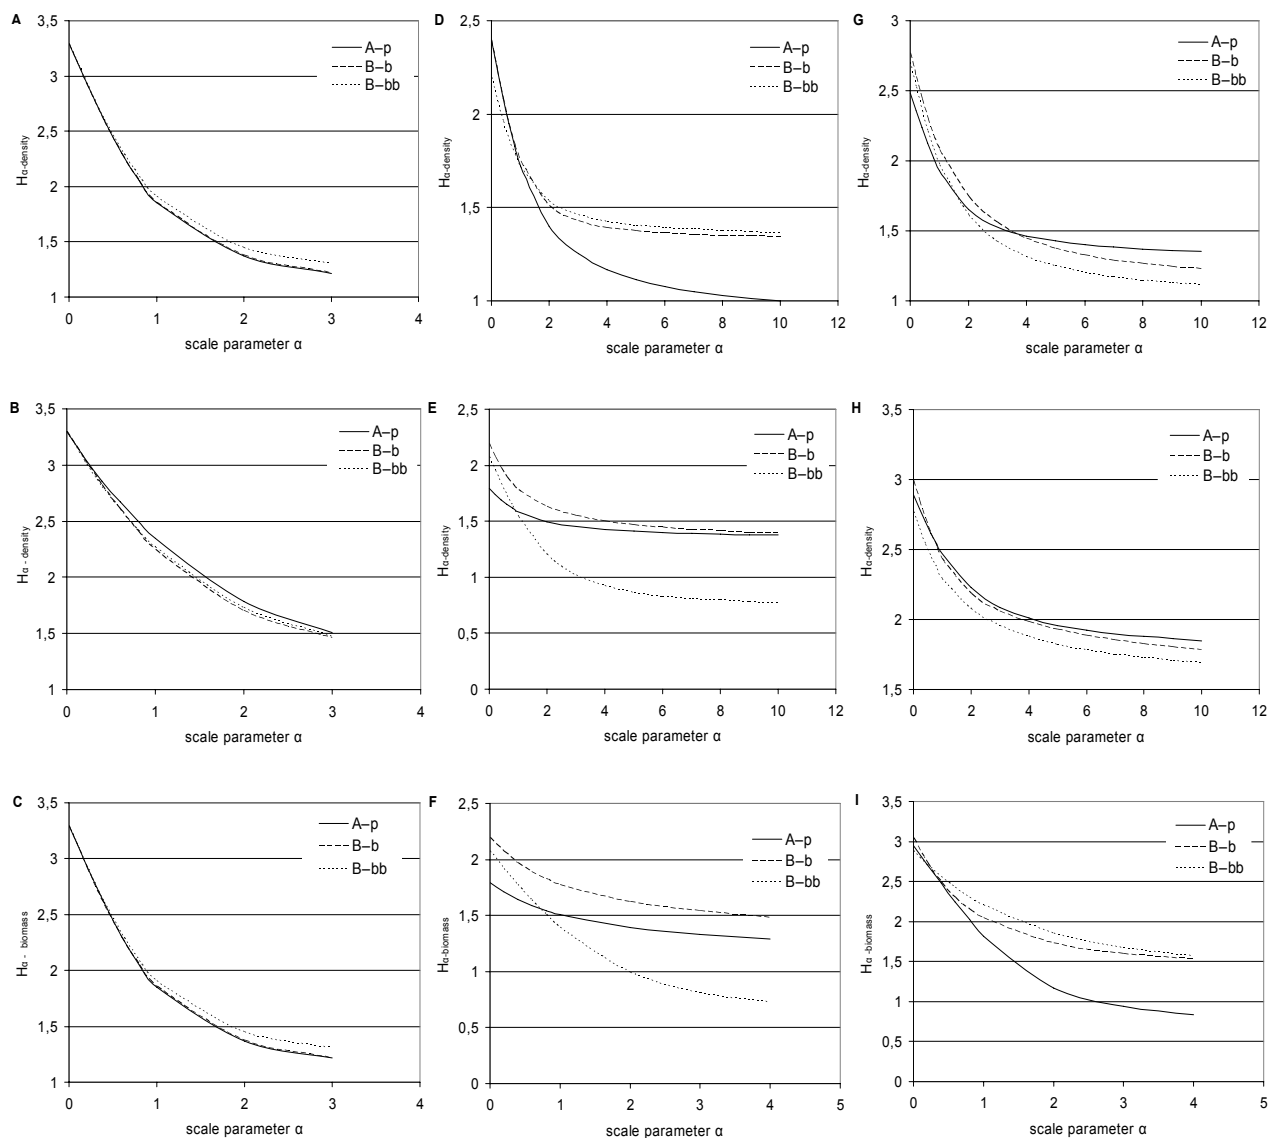 A
3,5
3
2,5
2
1,5
1
0 1 2 3 4
Hα-density
scale parameter α
A–p
B–b
B–bb
D
2,5
2
1,5
1
0 2 4 6 8 10 12
Hα-density
scale parameter α
A–p
B–b
B–bb
G
3
2,5
2
1,5
1
0 2 4 6 8 10 12
Hα-density
scale parameter α
A–p
B–b
B–bb
B
3,5
3
2,5
2
1,5
1
0 1 2 3 4
Hα - density
scale parameter α
A–p
B–b
B–bb
E
2,5
2
1,5
1
0,5
0
0 2 4 6 8 10 12
Hα-density
scale parameter α
A–p
B–b
B–bb
H
3,5
3
2,5
2
1,5
0 2 4 6 8 10 12
Hα-density
scale parameter α
A–p
B–b
B–bb
C
3,5
3
2,5
2
1,5
1
0 1 2 3 4
Hα - biomass
scale parameter α
A–p
B–b
B–bb
F
2,5
2
1,5
1
0,5
0
0 1 2 3 4 5
Hα-biomass
scale parameter α
A–p
B–b
B–bb
I
3,5
3
2,5
2
1,5
1
0,5
0
0 1 2 3 4 5
Hα -biomass
scale parameter α
A–p
B–b
B–bb